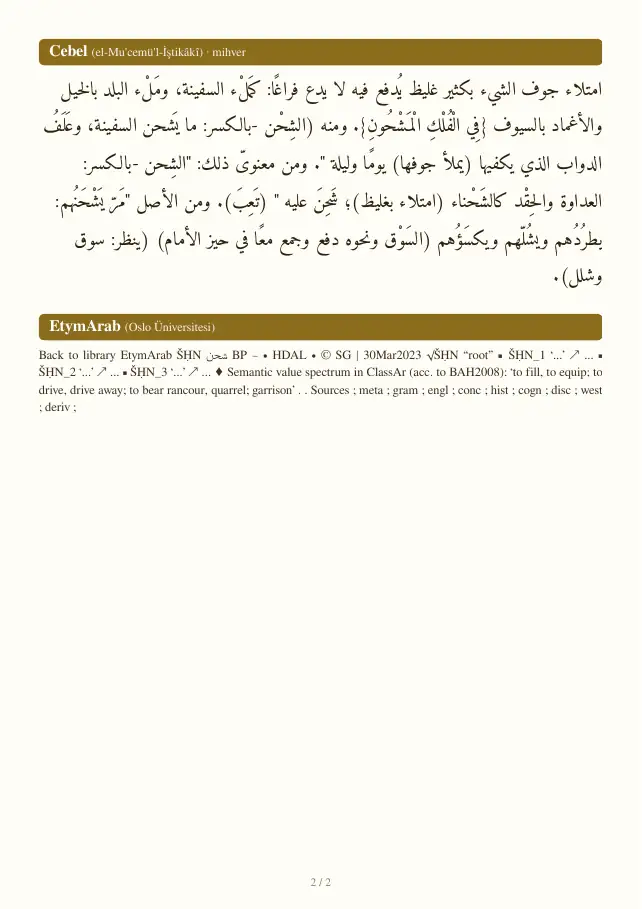 Cebel (el-Mu'cemü'l-İştikâkî) · mihver
امتلاء جوف الشيء بكثير غليظ يُدفع فيه لا يدع فراغًا: كمَلْء السفينة، ومَلْء البلد بالخيل
والأغماد بالسيوف {فِي الْفُلْكِ الْمَشْحُونِ}. ومنه (الشِحْن -بالكسر: ما يَشحن السفينة، وعَلَفُ
الدواب الذي يكفيها (يملأ جوفها) يومًا وليلة ". ومن معنويّ ذلك: "الشِحن -بالكسر:
العداوة والحِقْد كالشَحْناء (امتلاء بغليظ)؛ شَحِنَ عليه " (تَعِبَ). ومن الأصل "مَرّ يَشْحَنُهم:
يطرُدُهم ويشُلّهم ويكسَؤُهم (السَوْق ونحوه دفع وجمع معًا في حيز الأمام) (ينظر: سوق
وشلل).
EtymArab (Oslo Üniversitesi)
Back to library EtymArab ŠḤN شحن BP – • HDAL • © SG | 30Mar2023 √ŠḤN “root” ▪ ŠḤN_1 ‘...’ ↗ ... ▪
ŠḤN_2 ‘...’ ↗ ... ▪ ŠḤN_3 ‘...’ ↗ ... ♦ Semantic value spectrum in ClassAr (acc. to BAH2008): ‘to fill, to equip; to
drive, drive away; to bear rancour, quarrel; garrison’ . . Sources ; meta ; gram ; engl ; conc ; hist ; cogn ; disc ; west
; deriv ;
2 / 2